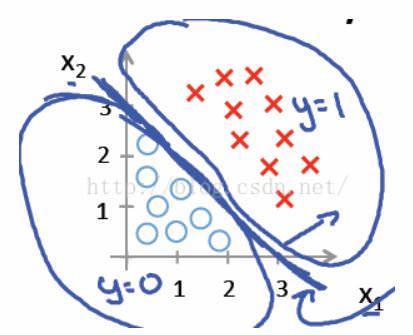 x₂
3
y=1
2
http://blog.csdn.net/
1
y=0
1 2 3
x₁